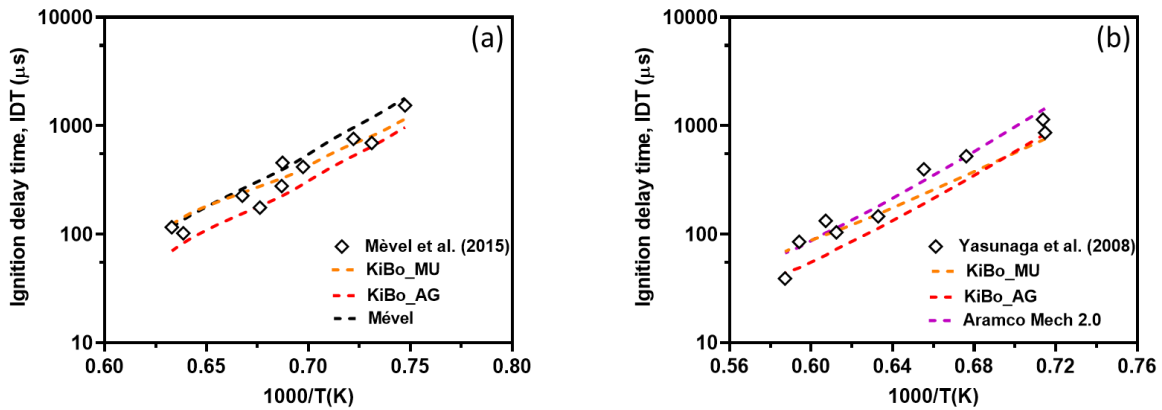 (a)
Ignition delay time, IDT (μs)
10000
1000
100
10
0.60 0.65 0.70 0.75 0.80
1000/T(K)
Mèvel et al. (2015)
KiBo_MU
KiBo_AG
Mével
(b)
Ignition delay time, IDT (μs)
10000
1000
100
10
0.56 0.60 0.64 0.68 0.72 0.76
1000/T(K)
Yasunaga et al. (2008)
KiBo_MU
KiBo_AG
Aramco Mech 2.0